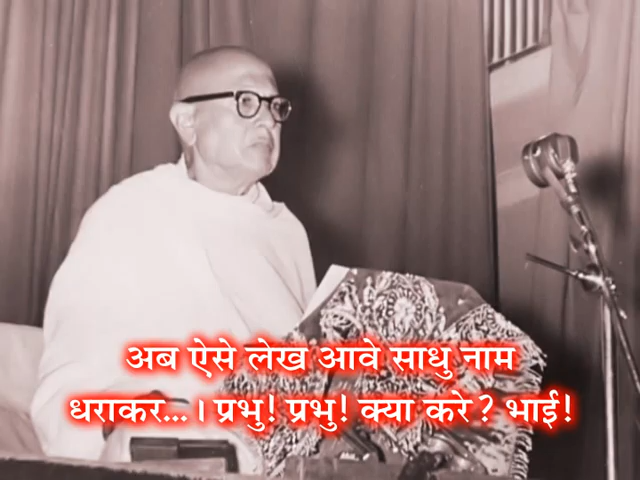 अब ऐसे लेख आवे साधु नाम
धराकर...। प्रभु! प्रभु! क्या करे? भाई!